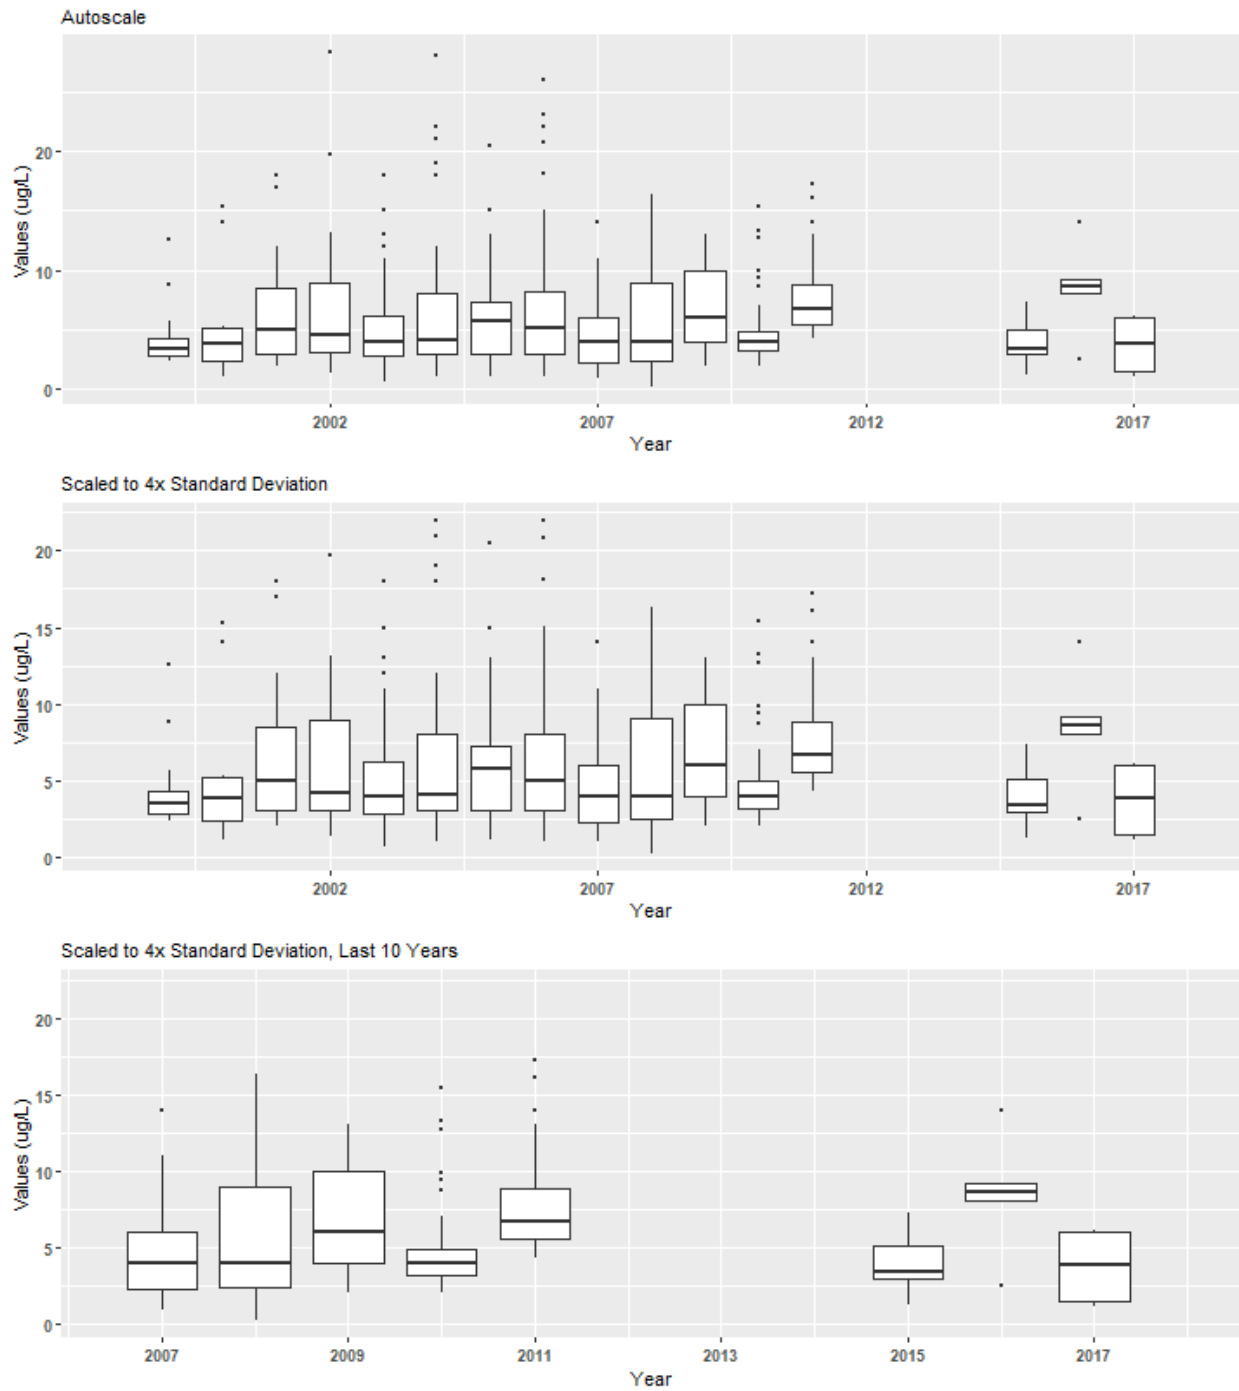 Autoscale
20
10
0
Values (ug/L)
2002 2007 2012 2017
Year
Scaled to 4x Standard Deviation
20
15
10
5
0
Values (ug/L)
2002 2007 2012 2017
Year
Scaled to 4x Standard Deviation, Last 10 Years
20
15
10
5
0
Values (ug/L)
2007 2009 2011 2013 2015 2017
Year